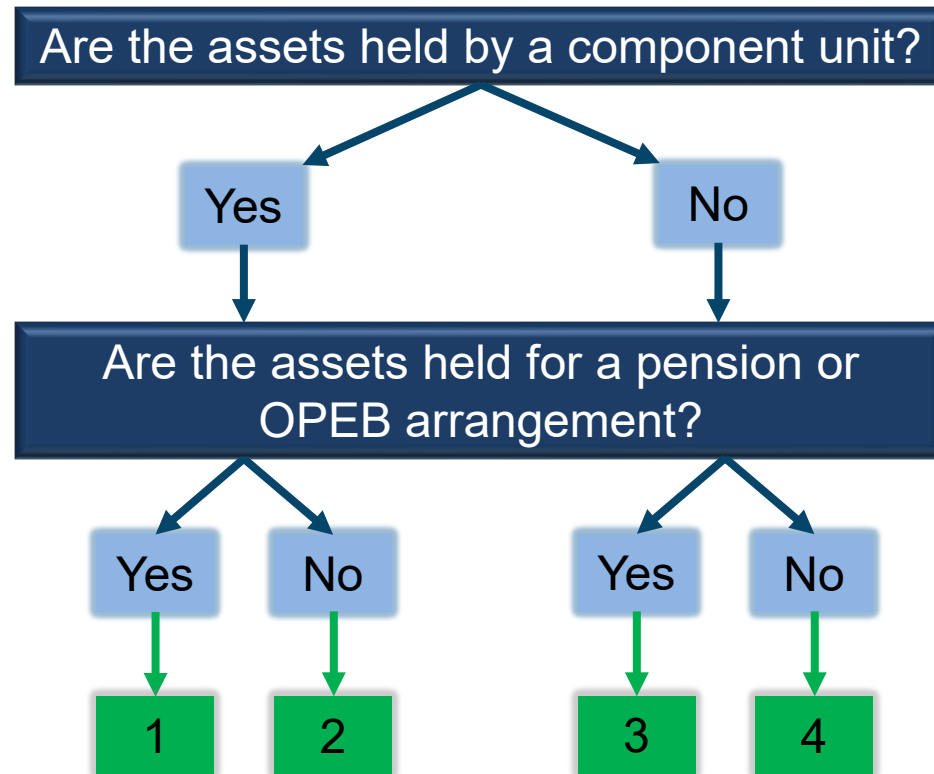 Are the assets held by a component unit?
Yes
No
Are the assets held for a pension or
OPEB arrangement?
Yes
No
Yes
No
1
2
3
4